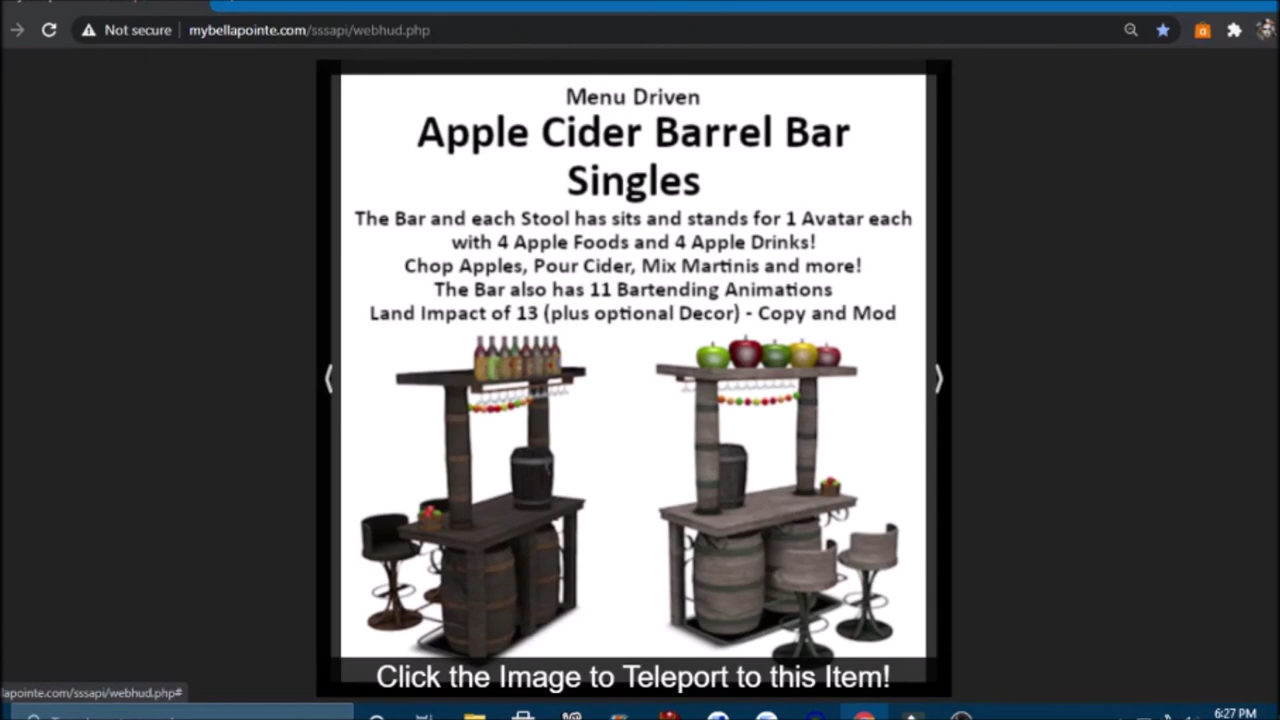 Not secure
mybellapointe.com/sssapi/webhud.php
Menu Driven
Apple Cider Barrel Bar
Singles
The Bar and each Stool has sits and stands for 1 Avatar each
with 4 Apple Foods and 4 Apple Drinks!
Chop Apples, Pour Cider, Mix Martinis and more!
The Bar also has 11 Bartending Animations
Land Impact of 13 (plus optional Decor) - Copy and Mod
Click the Image to Teleport to this Item!
lapointe.com/sssapi/webhud.php#
6:27 PM